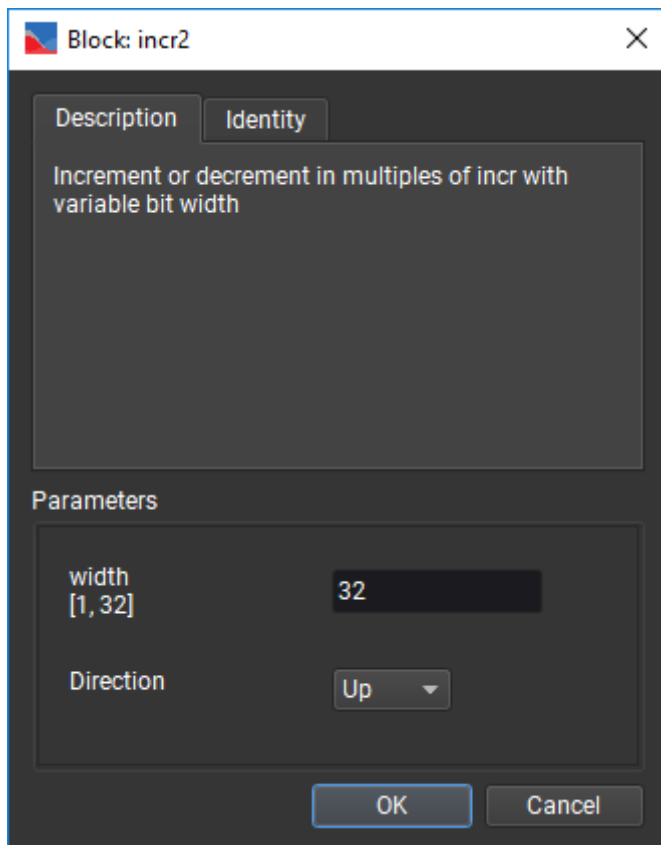 Block: incr2
Description
Identity
Increment or decrement in multiples of incr with
variable bit width
Parameters
width
[1, 32]
32
Direction
Up
OK
Cancel